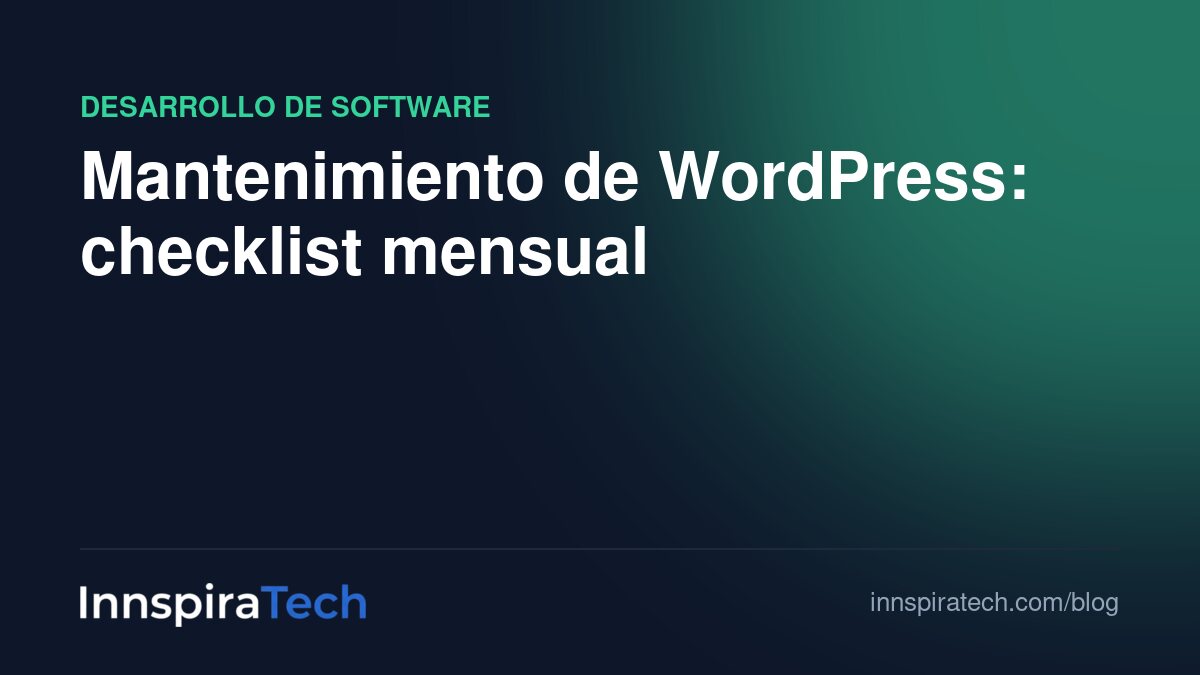 DESARROLLO DE SOFTWARE
Mantenimiento de WordPress:
checklist mensual
InnspiraTech
innspiratech.com/blog